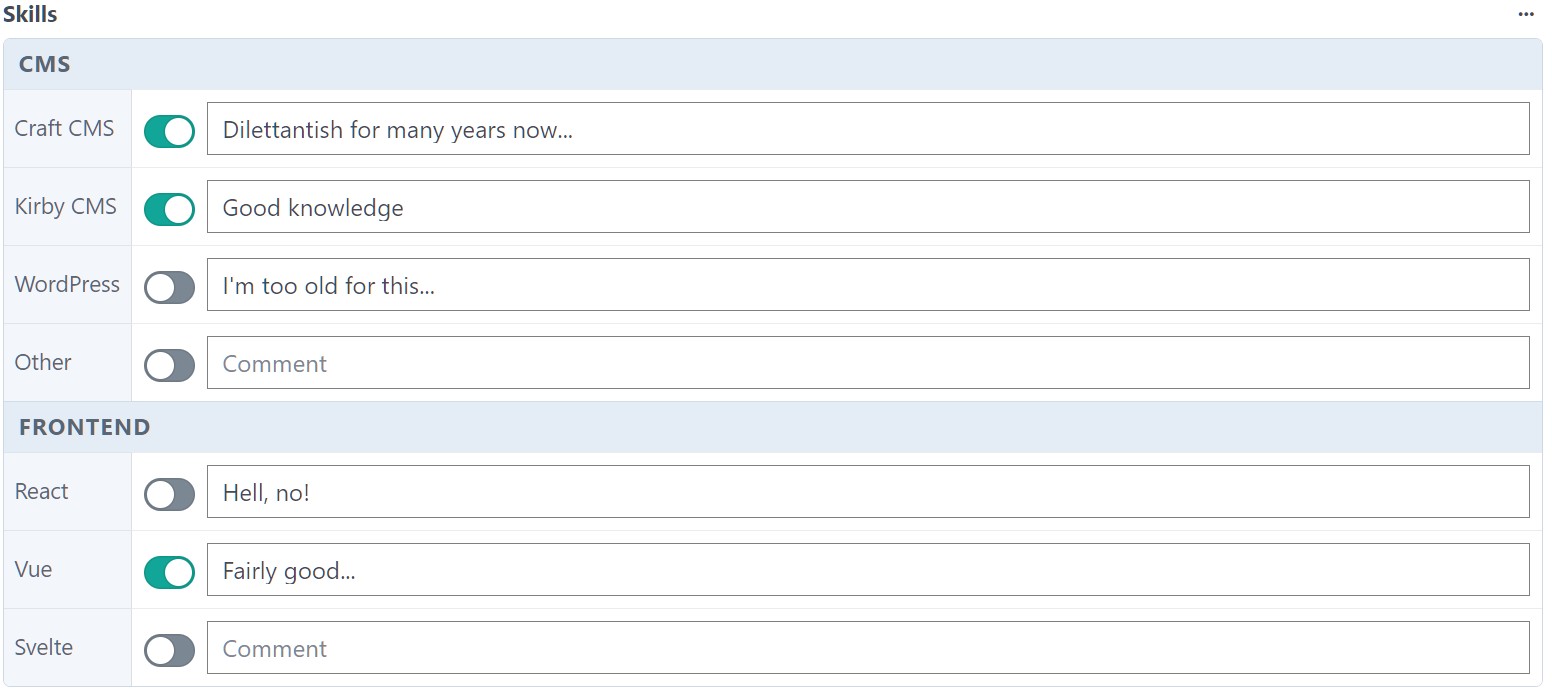 Skills
CMS
Craft CMS Dilettantish for many years now...
Kirby CMS Good knowledge
WordPress I'm too old for this...
Other Comment
FRONTEND
React Hell, no!
Vue Fairly good...
Svelte Comment